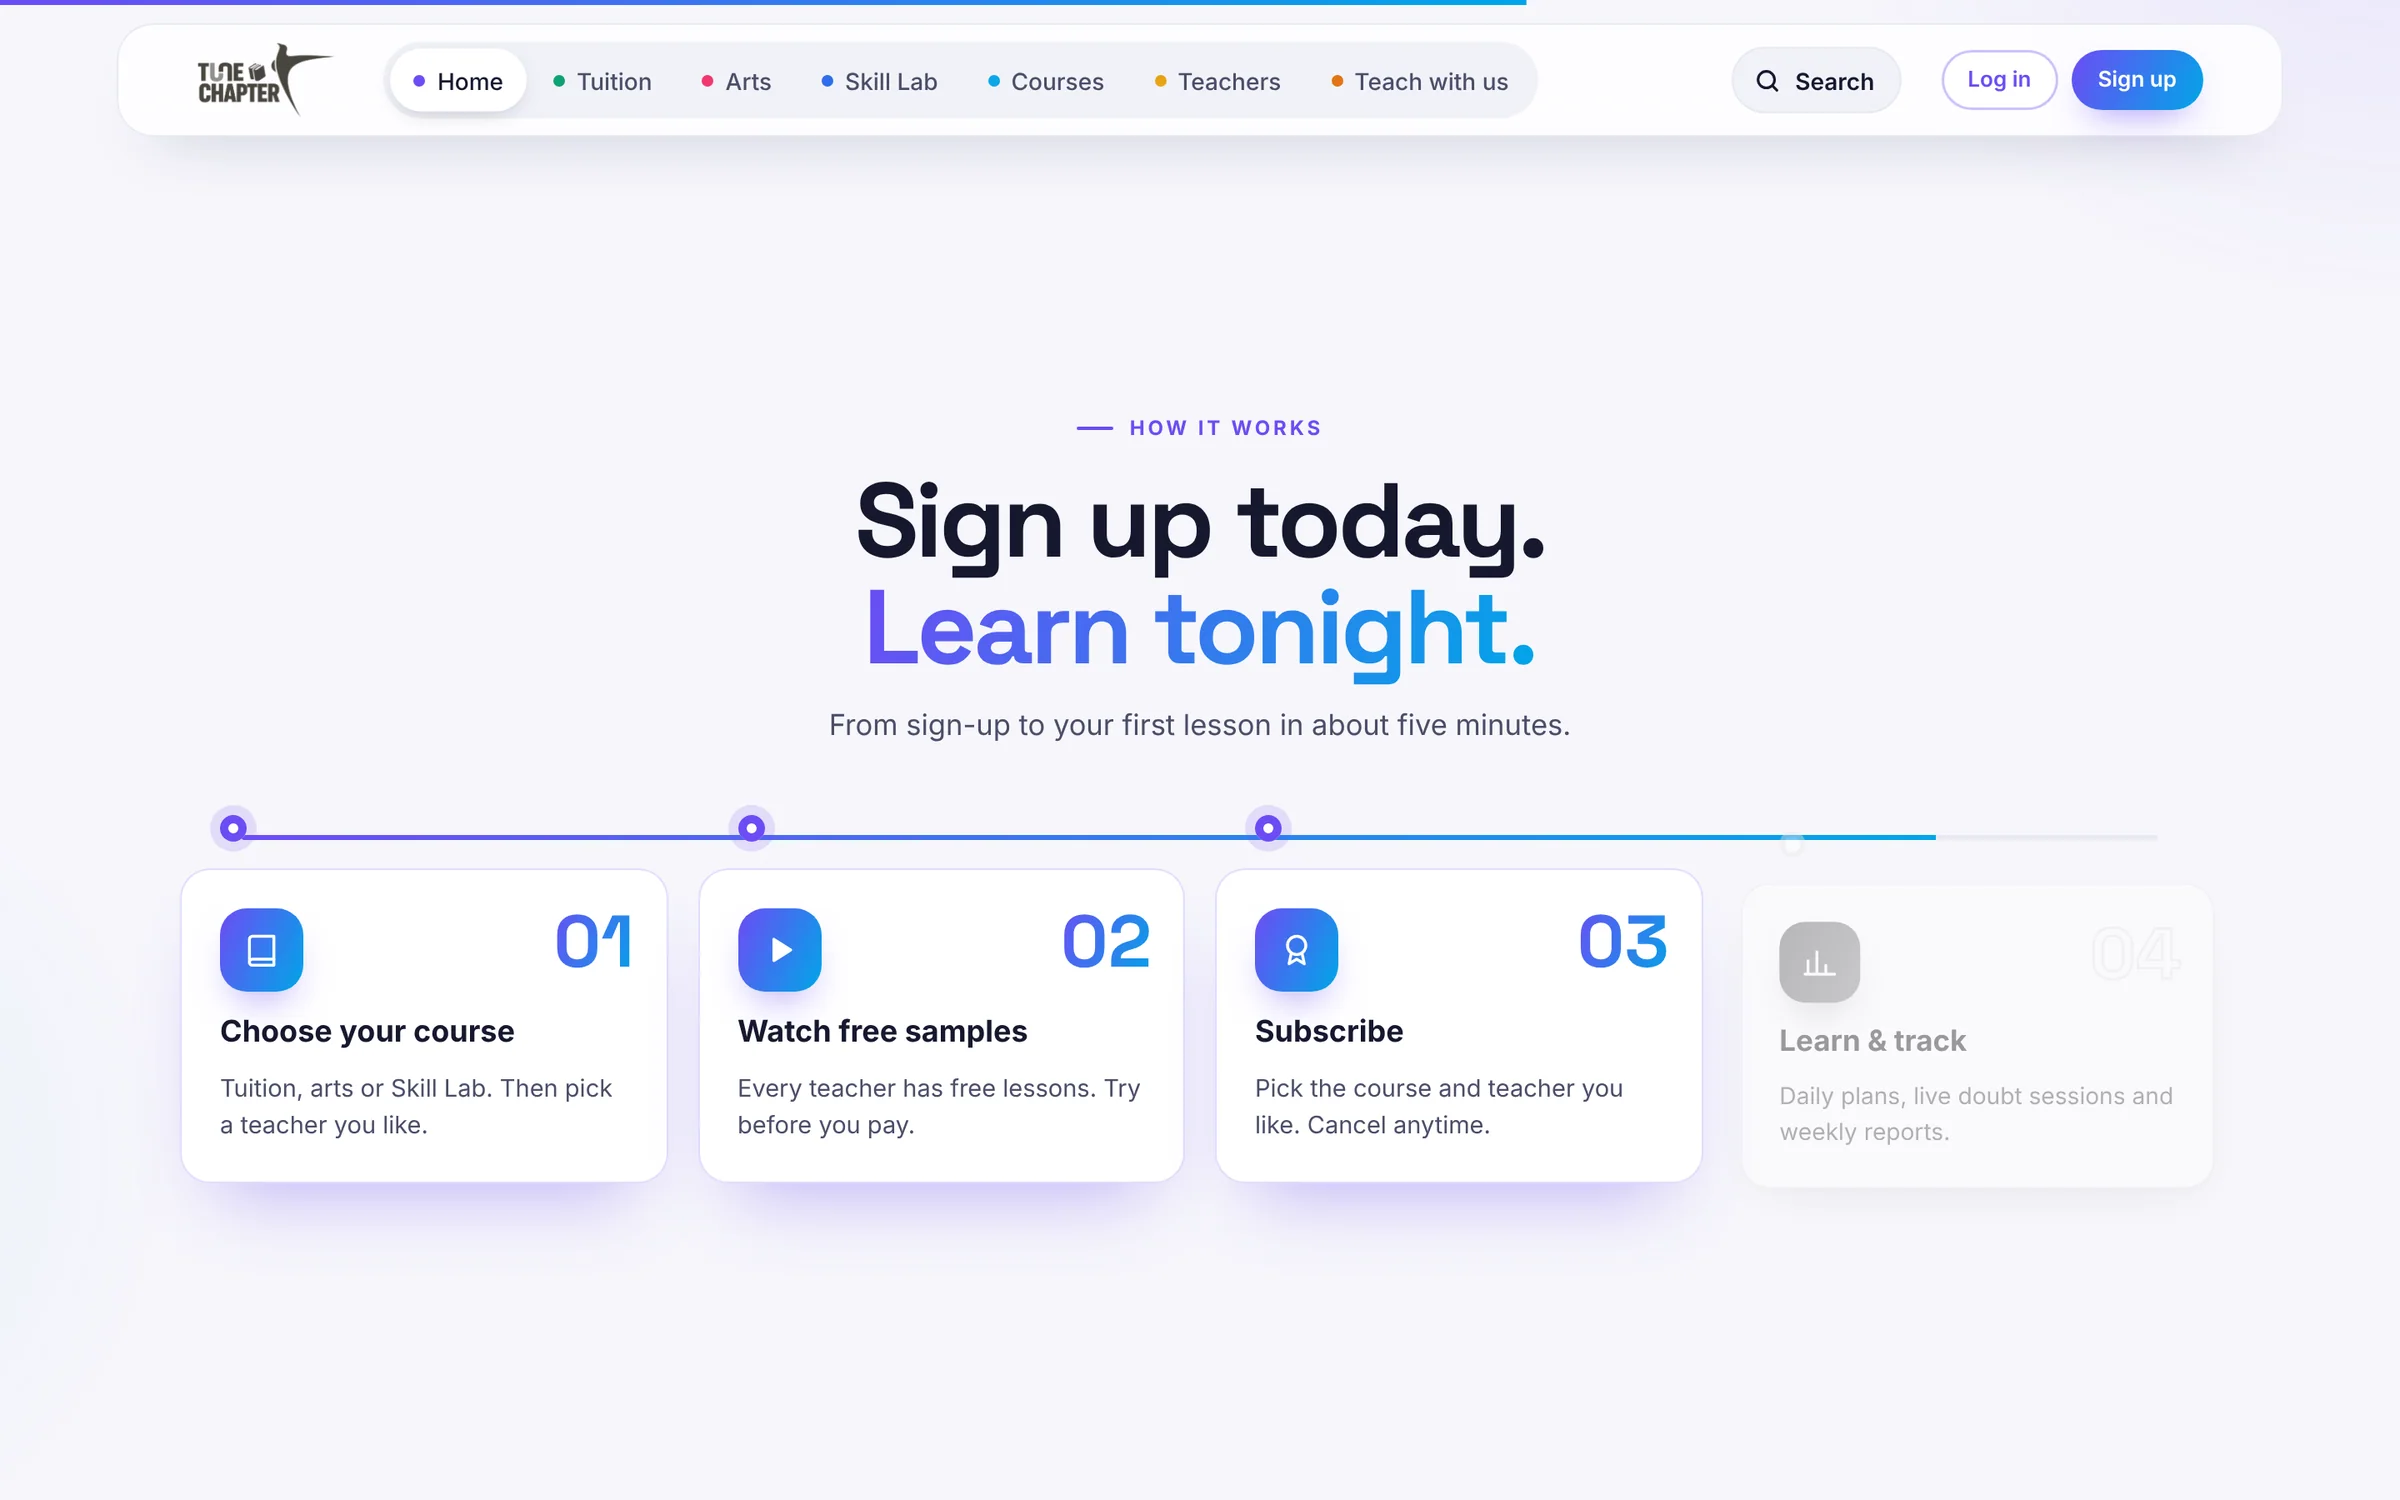 TUNE
CHAPTER
Home
Tuition
Arts
Skill Lab
Courses
Teachers
Teach with us
Search
Log in
Sign up
HOW IT WORKS
Sign up today.
Learn tonight.
From sign-up to your first lesson in about five minutes.
01
Choose your course
Tuition, arts or Skill Lab. Then pick
a teacher you like.
02
Watch free samples
Every teacher has free lessons. Try
before you pay.
03
Subscribe
Pick the course and teacher you
like. Cancel anytime.
04
Learn & track
Daily plans, live doubt sessions and
weekly reports.